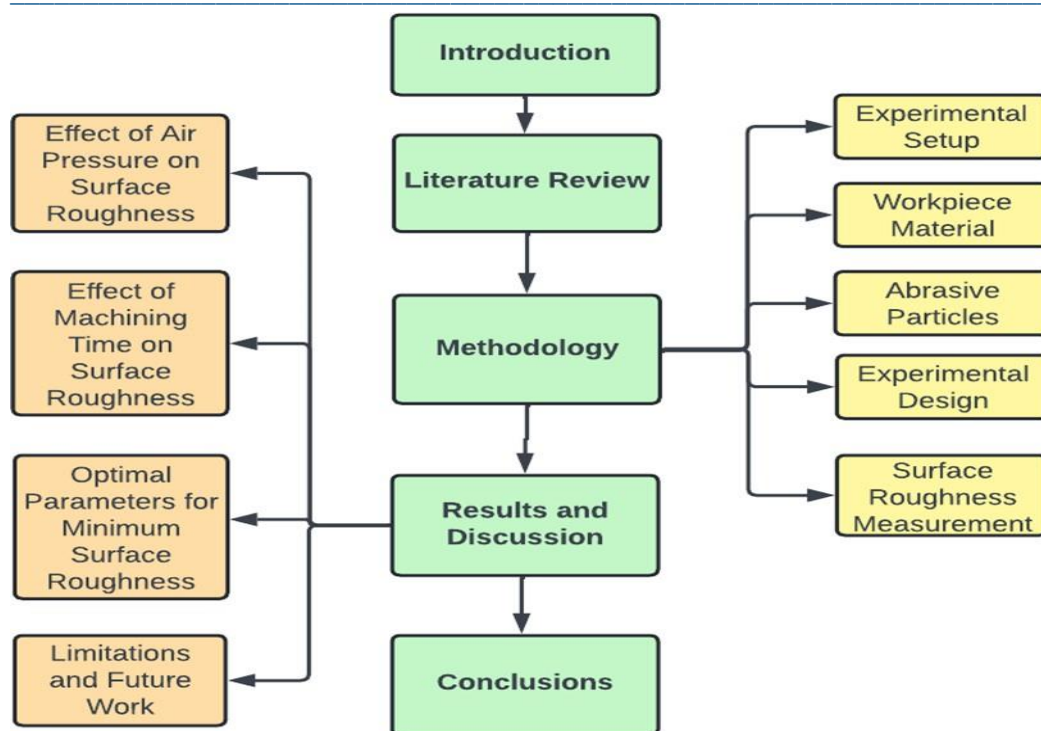 Introduction
Literature Review
Methodology
Results and
Discussion
Conclusions
Effect of Air
Pressure on
Surface
Roughness
Effect of
Machining
Time on
Surface
Roughness
Optimal
Parameters for
Minimum
Surface
Roughness
Limitations
and Future
Work
Experimental
Setup
Workpiece
Material
Abrasive
Particles
Experimental
Design
Surface
Roughness
Measurement